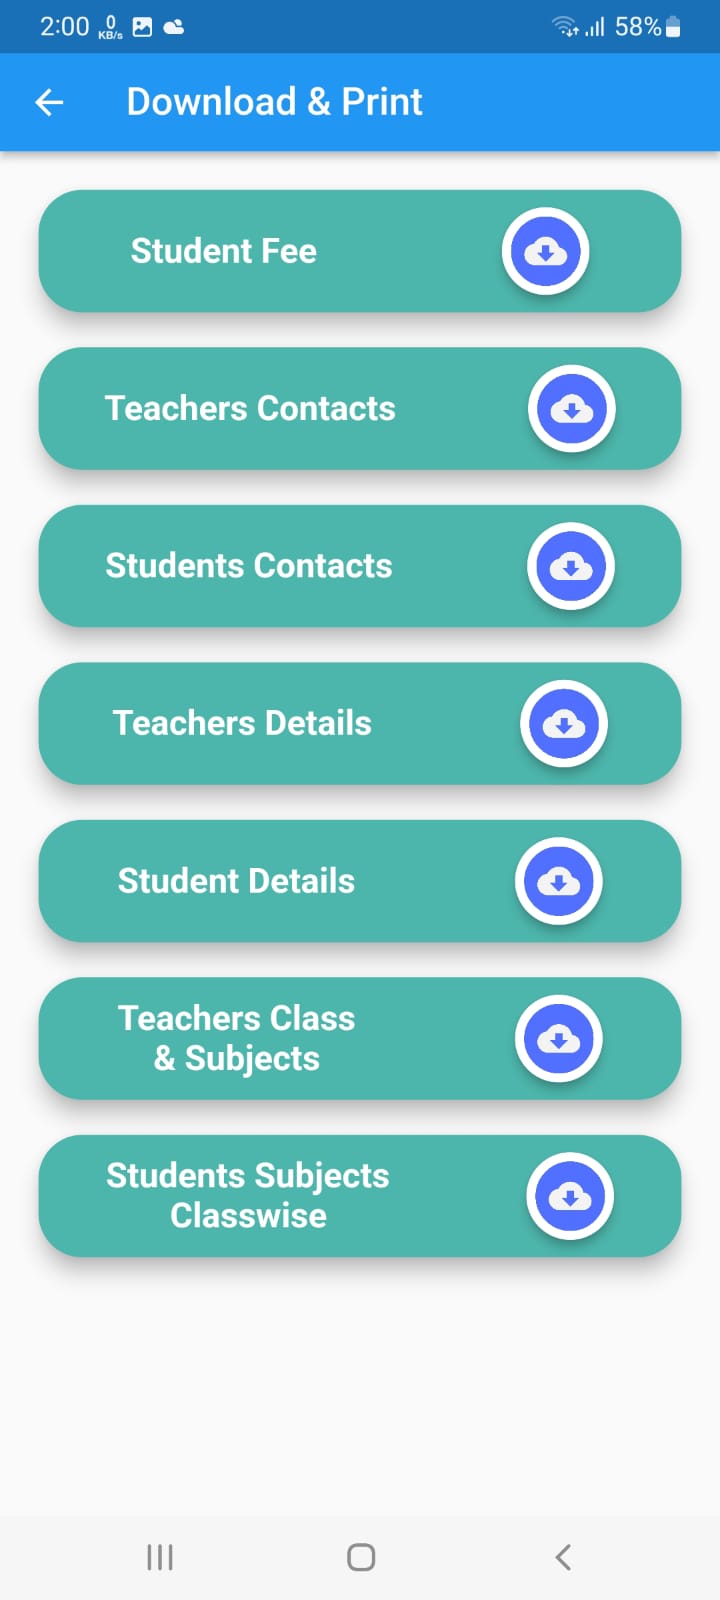 2:00 0 KB/s 58%
Download & Print
Student Fee
Teachers Contacts
Students Contacts
Teachers Details
Student Details
Teachers Class
& Subjects
Students Subjects
Classwise